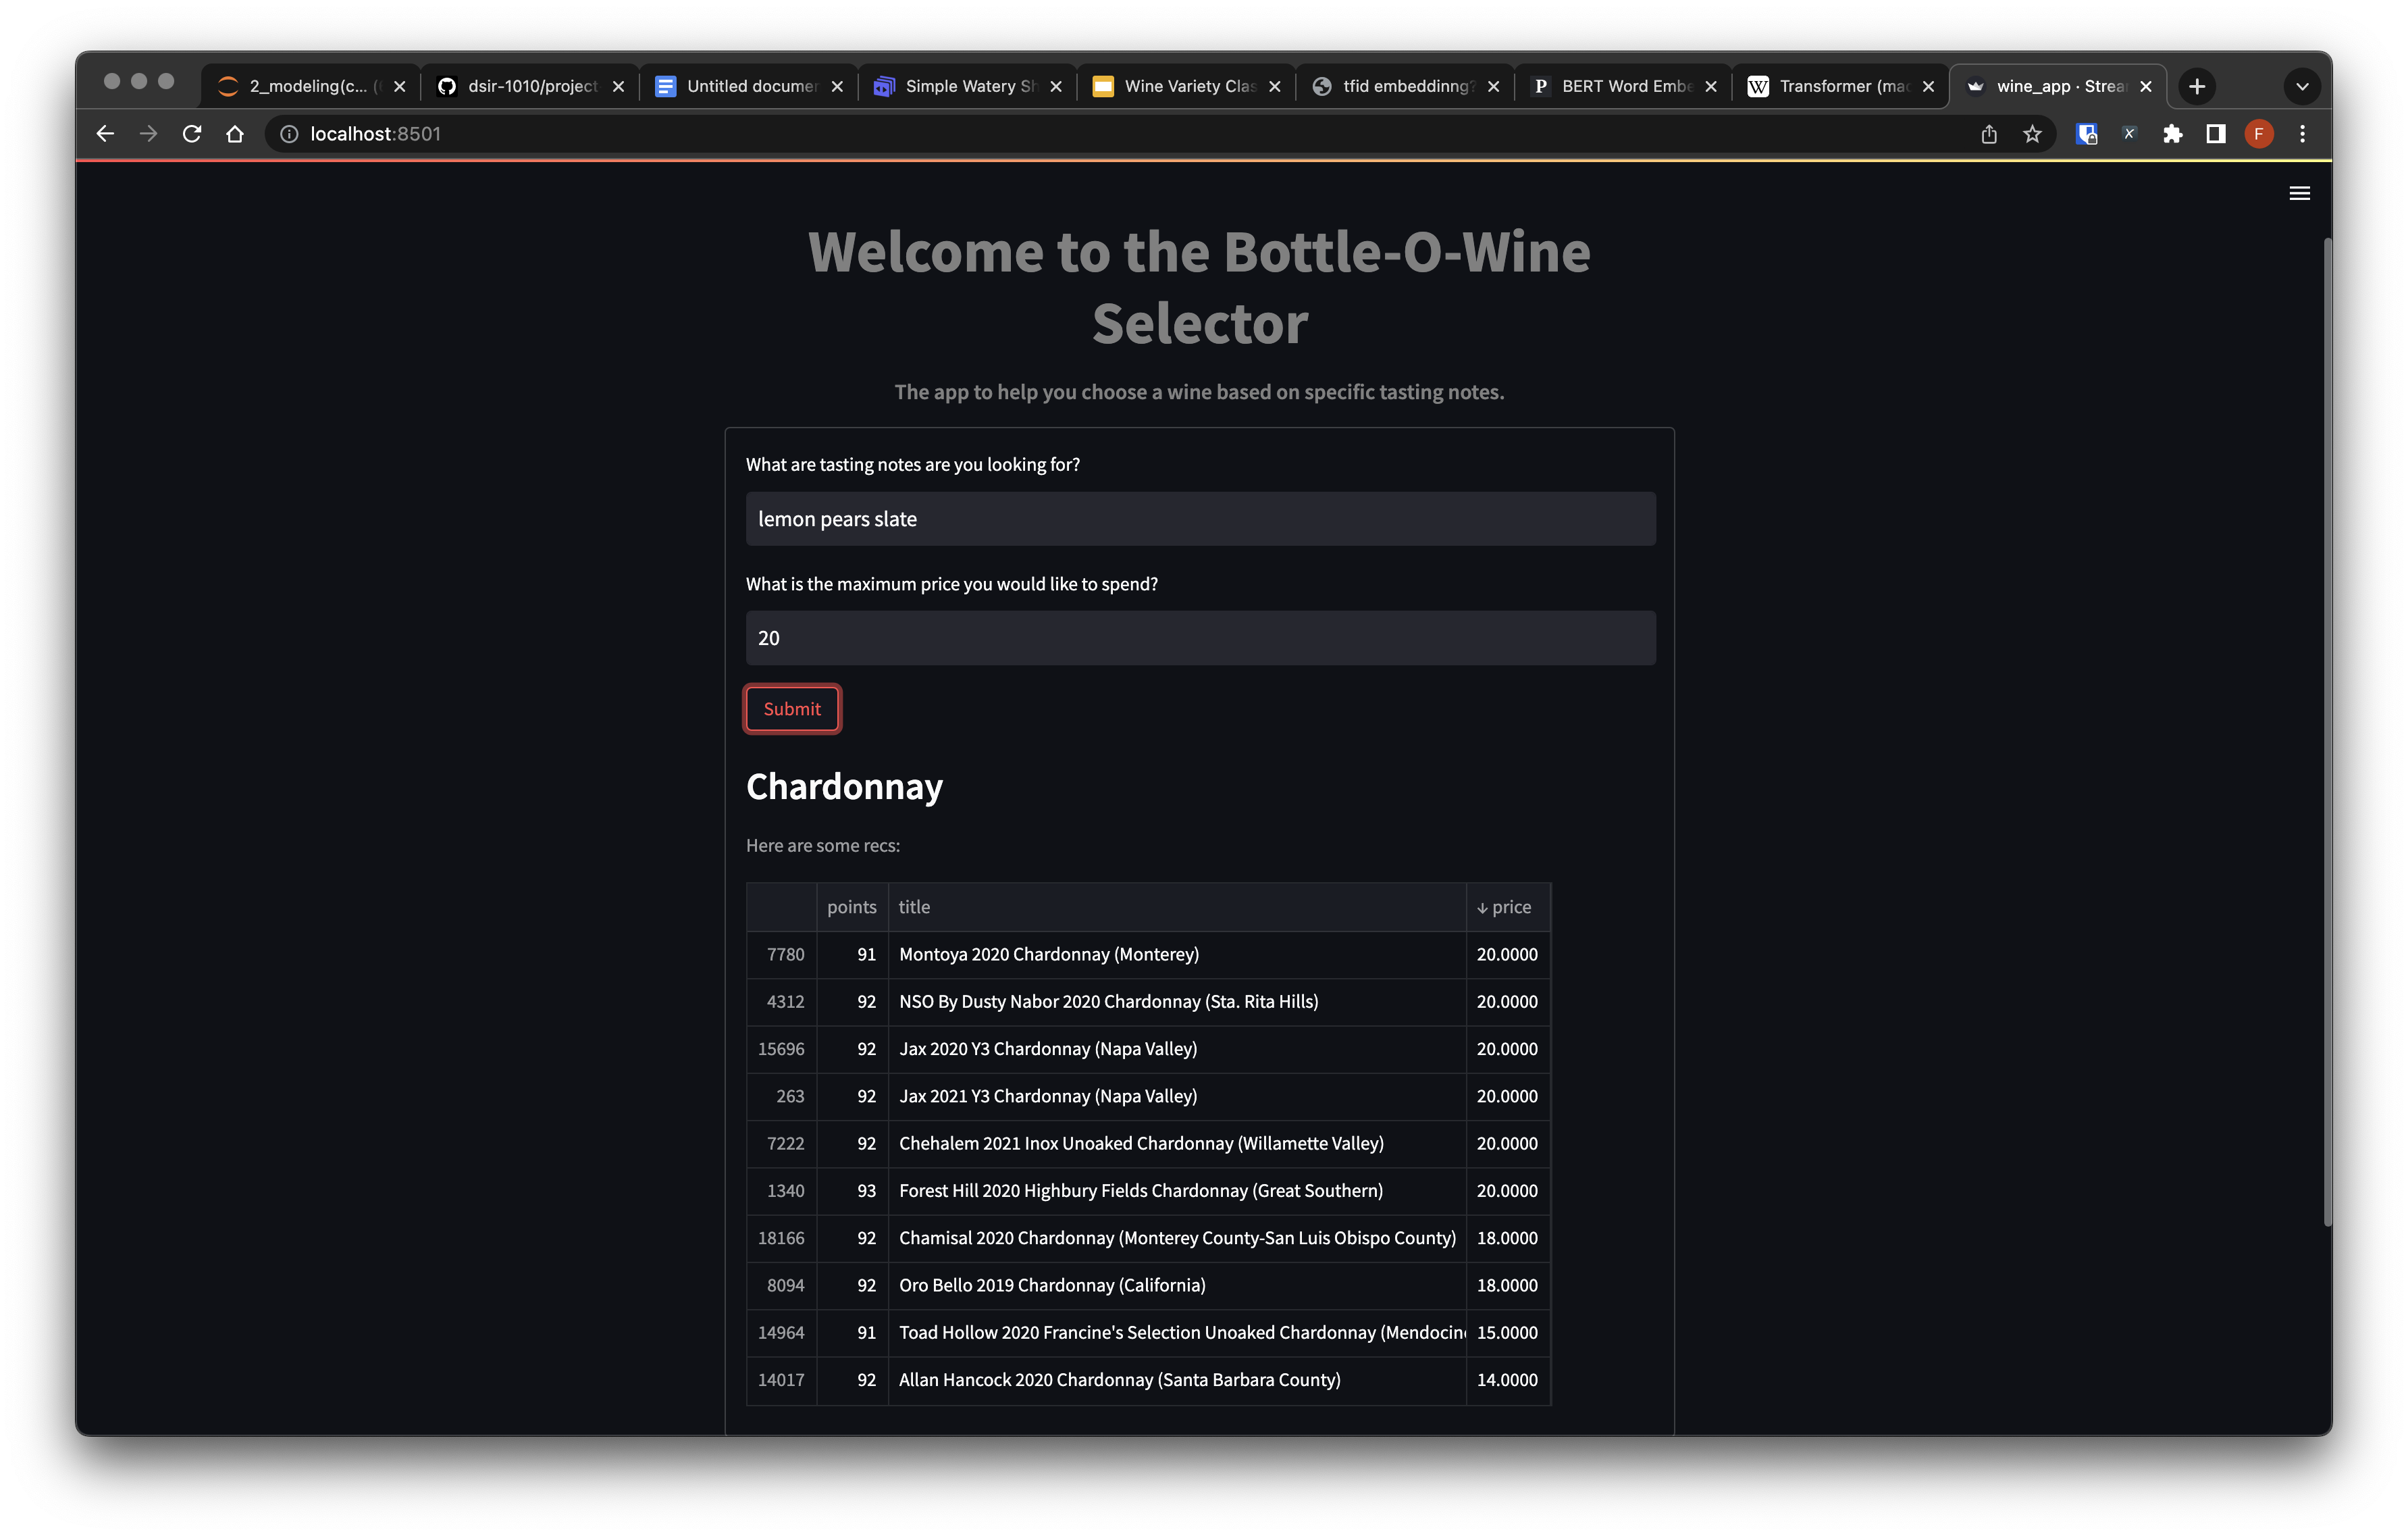 2_modeling(c... (
dsir-1010/project
Untitled documen
Simple Watery Sh
Wine Variety Clas
tfid embeddinng?
BERT Word Embe
Transformer (mac
wine_app · Strea
localhost:8501
F
Welcome to the Bottle-O-Wine
Selector
The app to help you choose a wine based on specific tasting notes.
What are tasting notes are you looking for?
lemon pears slate
What is the maximum price you would like to spend?
20
Submit
Chardonnay
Here are some recs:
points title ↓ price
7780 91 Montoya 2020 Chardonnay (Monterey) 20.0000
4312 92 NSO By Dusty Nabor 2020 Chardonnay (Sta. Rita Hills) 20.0000
15696 92 Jax 2020 Y3 Chardonnay (Napa Valley) 20.0000
263 92 Jax 2021 Y3 Chardonnay (Napa Valley) 20.0000
7222 92 Chehalem 2021 Inox Unoaked Chardonnay (Willamette Valley) 20.0000
1340 93 Forest Hill 2020 Highbury Fields Chardonnay (Great Southern) 20.0000
18166 92 Chamisal 2020 Chardonnay (Monterey County-San Luis Obispo County) 18.0000
8094 92 Oro Bello 2019 Chardonnay (California) 18.0000
14964 91 Toad Hollow 2020 Francine's Selection Unoaked Chardonnay (Mendocino 15.0000
14017 92 Allan Hancock 2020 Chardonnay (Santa Barbara County) 14.0000